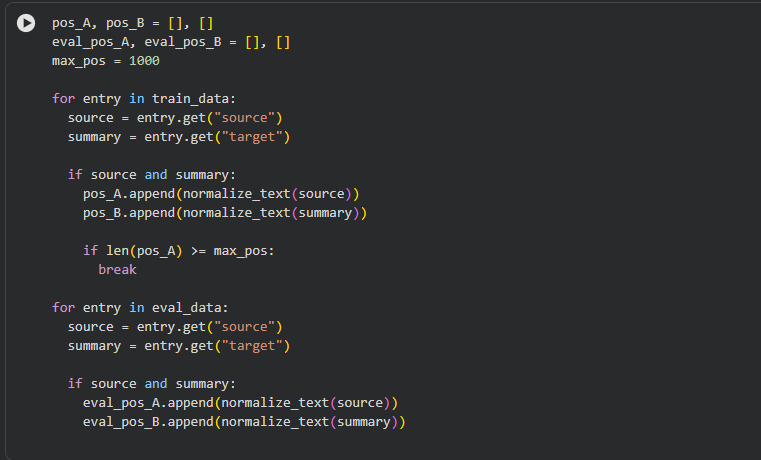 pos_A, pos_B = [], []
eval_pos_A, eval_pos_B = [], []
max_pos = 1000
for entry in train_data:
source = entry.get("source")
summary = entry.get("target")
if source and summary:
pos_A.append(normalize_text(source))
pos_B.append(normalize_text(summary))
if len(pos_A) >= max_pos:
break
for entry in eval_data:
source = entry.get("source")
summary = entry.get("target")
if source and summary:
eval_pos_A.append(normalize_text(source))
eval_pos_B.append(normalize_text(summary))